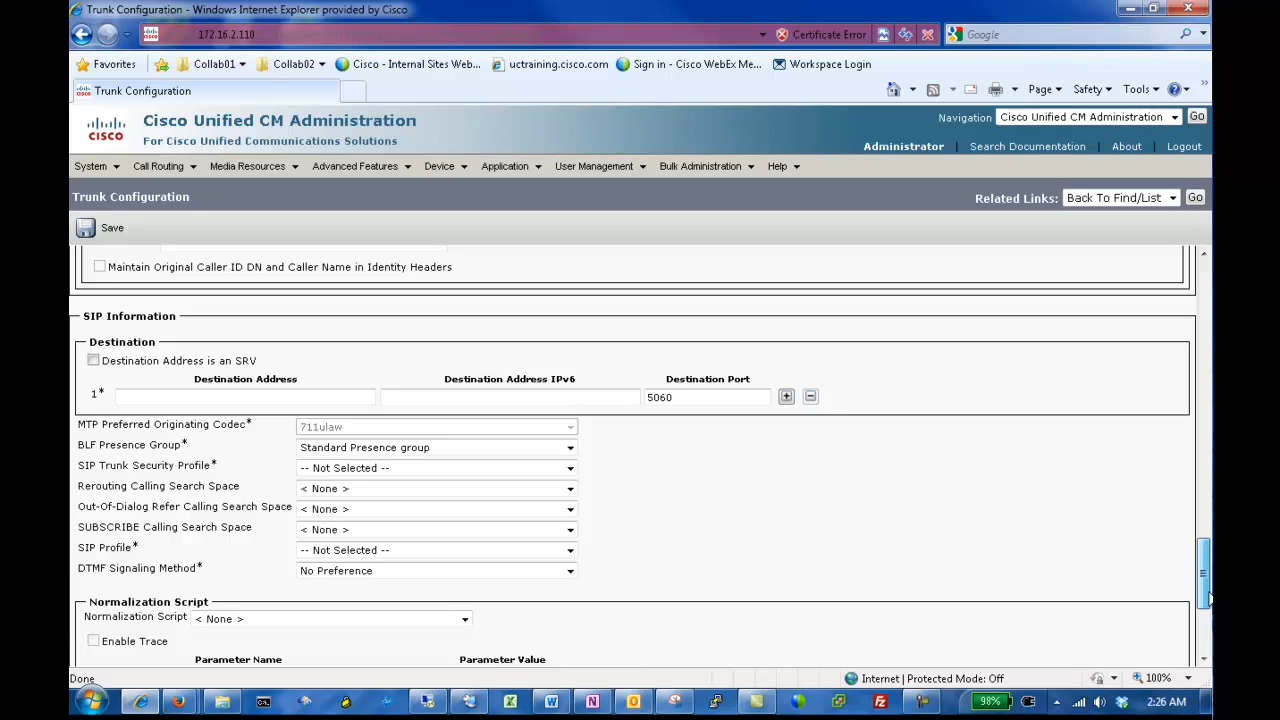 Trunk Configuration - Windows Internet Explorer provided by Cisco
172.16.2.110
Certificate Error
Google
Favorites
Collab01
Collab02
Cisco - Internal Sites Web...
uctraining.cisco.com
Sign in - Cisco WebEx Me...
Workspace Login
Trunk Configuration
Page
Safety
Tools
CISCO
Cisco Unified CM Administration
For Cisco Unified Communications Solutions
Navigation
Cisco Unified CM Administration
Go
Administrator
Search Documentation
About
Logout
System
Call Routing
Media Resources
Advanced Features
Device
Application
User Management
Bulk Administration
Help
Trunk Configuration
Related Links:
Back To Find/List
Go
Save
Maintain Original Caller ID DN and Caller Name in Identity Headers
SIP Information
Destination
Destination Address is an SRV
Destination Address
Destination Address IPv6
Destination Port
1*
5060
MTP Preferred Originating Codec*
711ulaw
BLF Presence Group*
Standard Presence group
SIP Trunk Security Profile*
-- Not Selected --
Rerouting Calling Search Space
< None >
Out-Of-Dialog Refer Calling Search Space
< None >
SUBSCRIBE Calling Search Space
< None >
SIP Profile*
-- Not Selected --
DTMF Signaling Method*
No Preference
Normalization Script
Normalization Script
< None >
Enable Trace
Parameter Name
Parameter Value
Done
Internet | Protected Mode: Off
100%
98%
2:26 AM